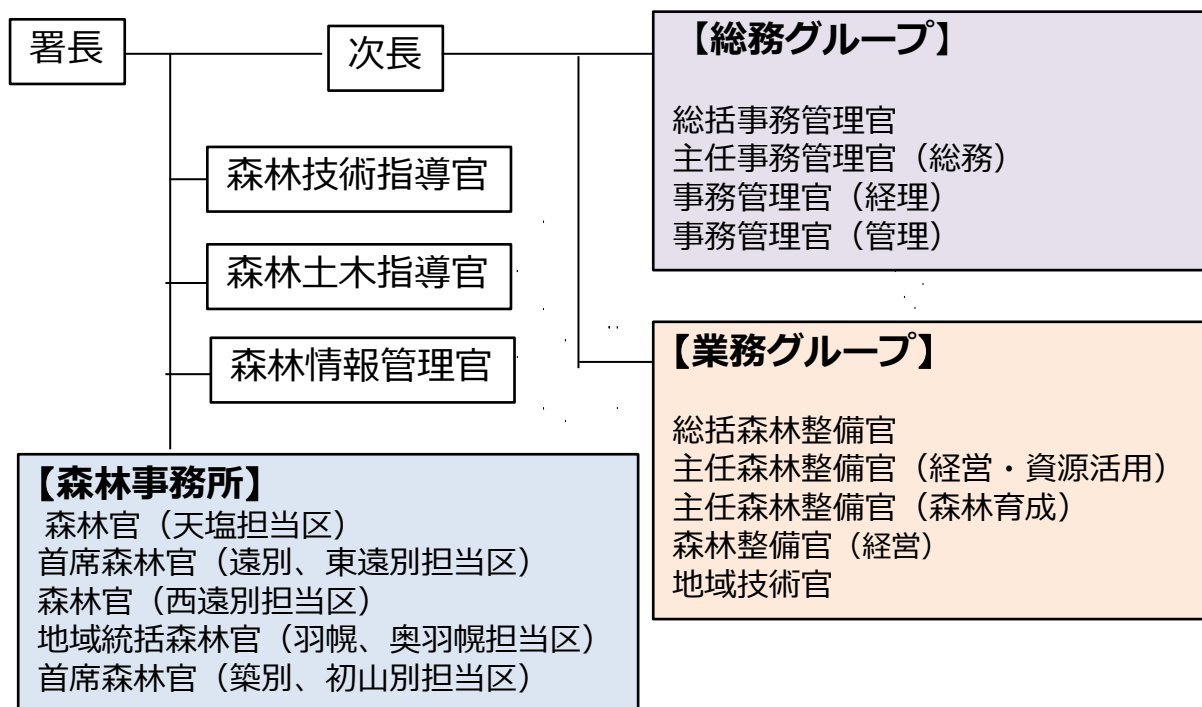 署長
次長
森林技術指導官
森林土木指導官
森林情報管理官
【総務グループ】
総括事務管理官
主任事務管理官（総務）
事務管理官（経理）
事務管理官（管理）
【業務グループ】
総括森林整備官
主任森林整備官（経営・資源活用）
主任森林整備官（森林育成）
森林整備官（経営）
地域技術官
【森林事務所】
森林官（天塩担当区）
首席森林官（遠別、東遠別担当区）
森林官（西遠別担当区）
地域統括森林官（羽幌、奥羽幌担当区）
首席森林官（築別、初山別担当区）